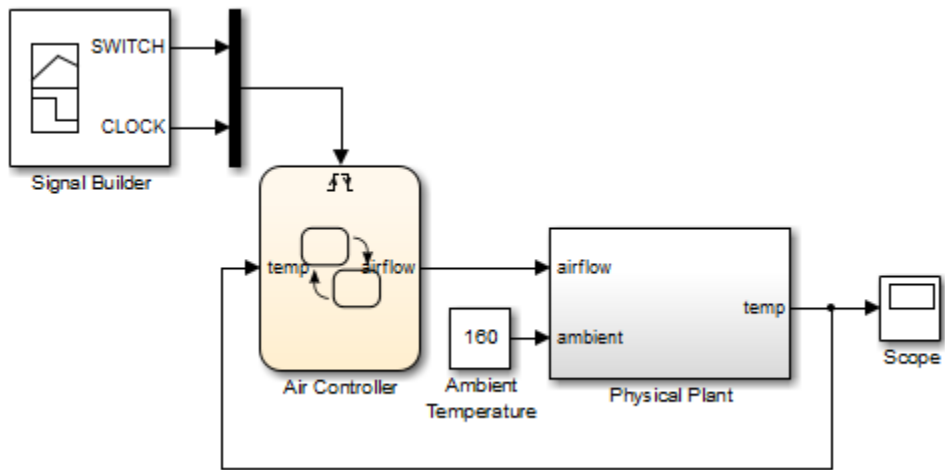 SWITCH
CLOCK
Signal Builder
temp
airflow
Air Controller
160
Ambient
Temperature
airflow
ambient
temp
Physical Plant
Scope